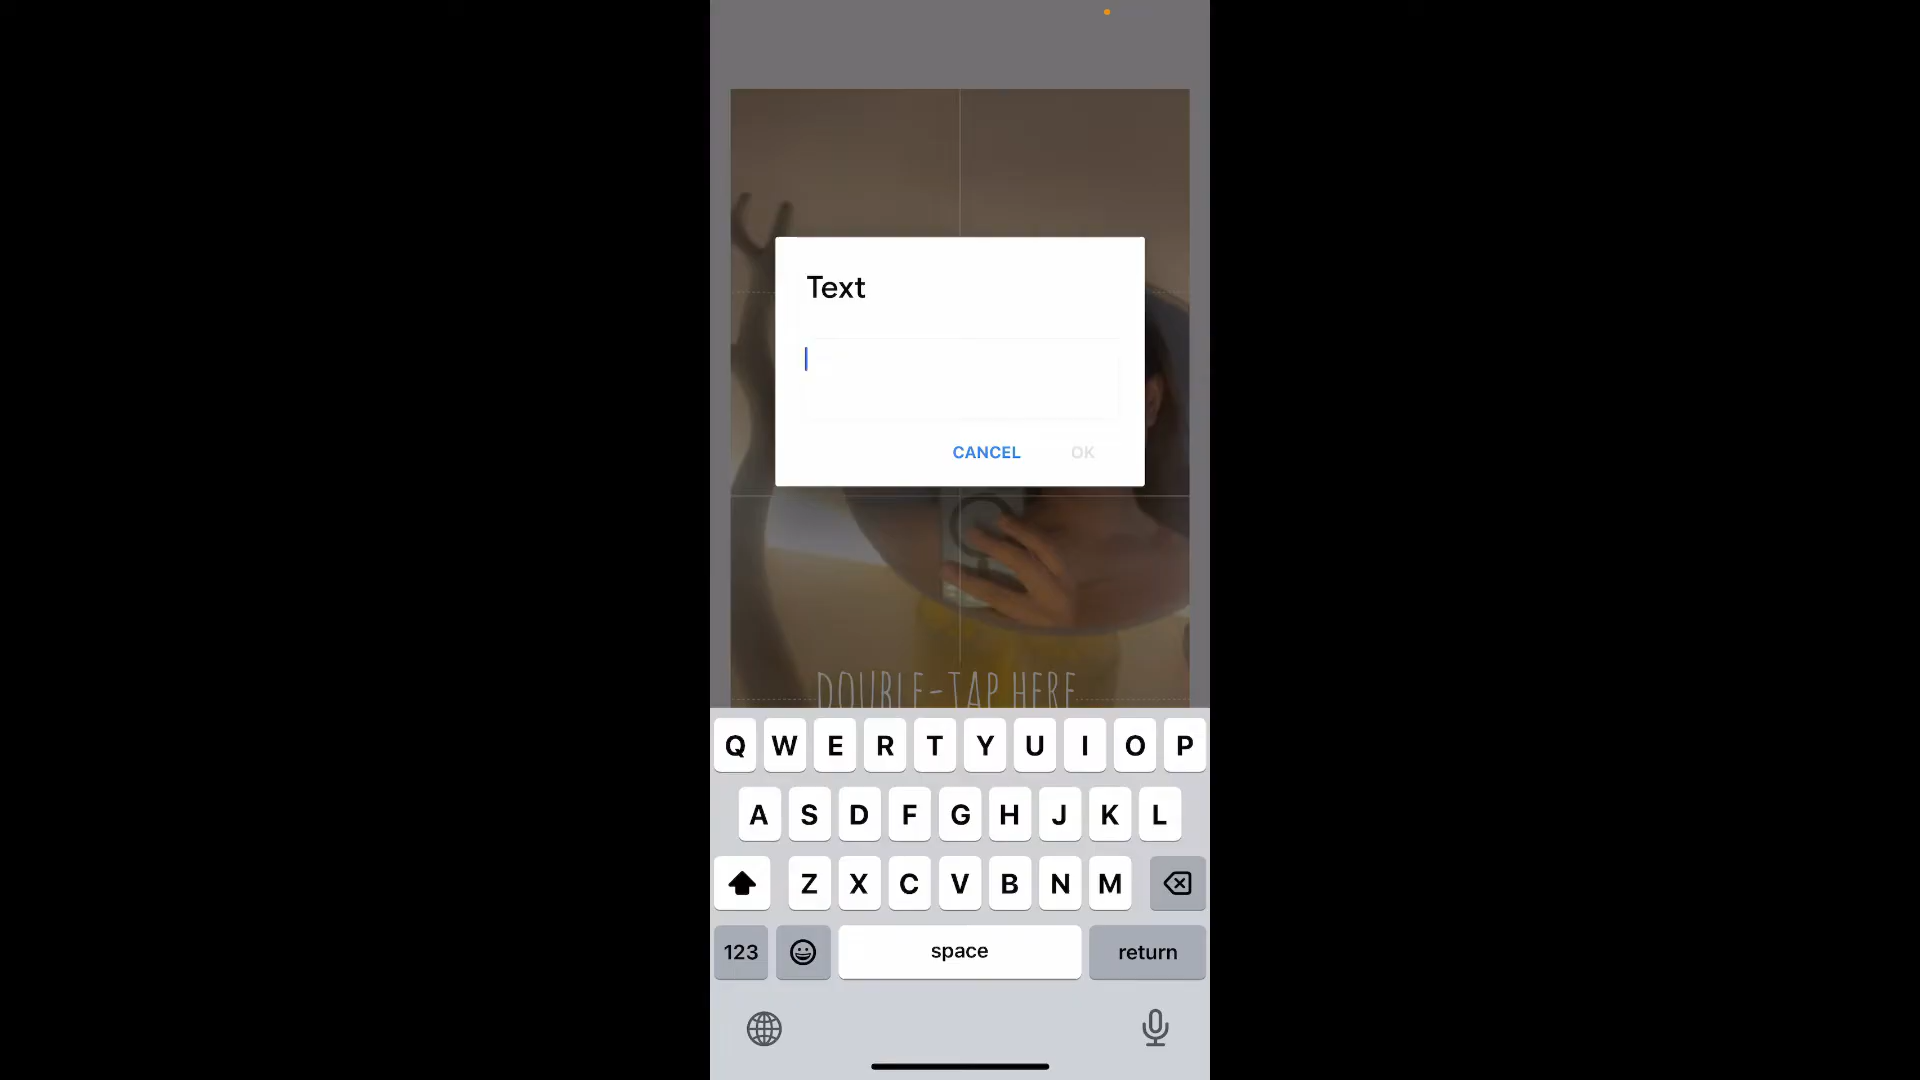 Text
CANCEL OK
DOUBLE-TAP HERE
Q W E R T Y U I O P
A S D F G H J K L
Z X C V B N M
123 space return